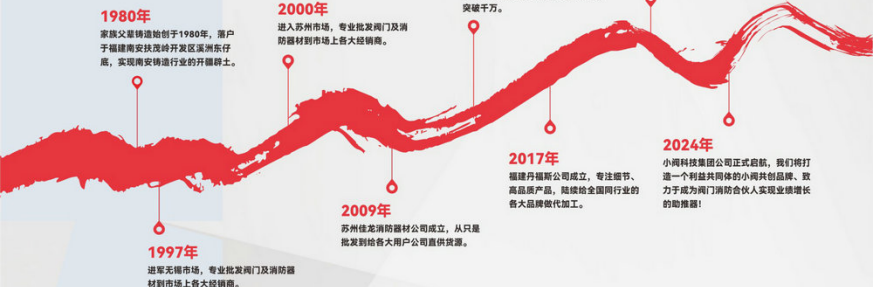 1980年
家族父辈铸造始创于1980年，落户
于福建南安扶茂岭开发区溪洲东仔
底，实现南安铸造行业的开疆辟土。
1997年
进军无锡市场，专业批发阀门及消防器
材到市场上各大经销商。
2000年
进入苏州市场，专业批发阀门及消
防器材到市场上各大经销商。
2009年
苏州佳龙消防器材公司成立，从只是
批发到给各大用户公司直供货源。
突破千万。
2017年
福建丹福斯公司成立，专注细节、
高品质产品，陆续给全国同行业的
各大品牌做代加工。
2024年
小阀科技集团公司正式启航，我们将打
造一个利益共同体的小阀共创品牌、致
力于成为阀门消防合伙人实现业绩增长
的助推器！